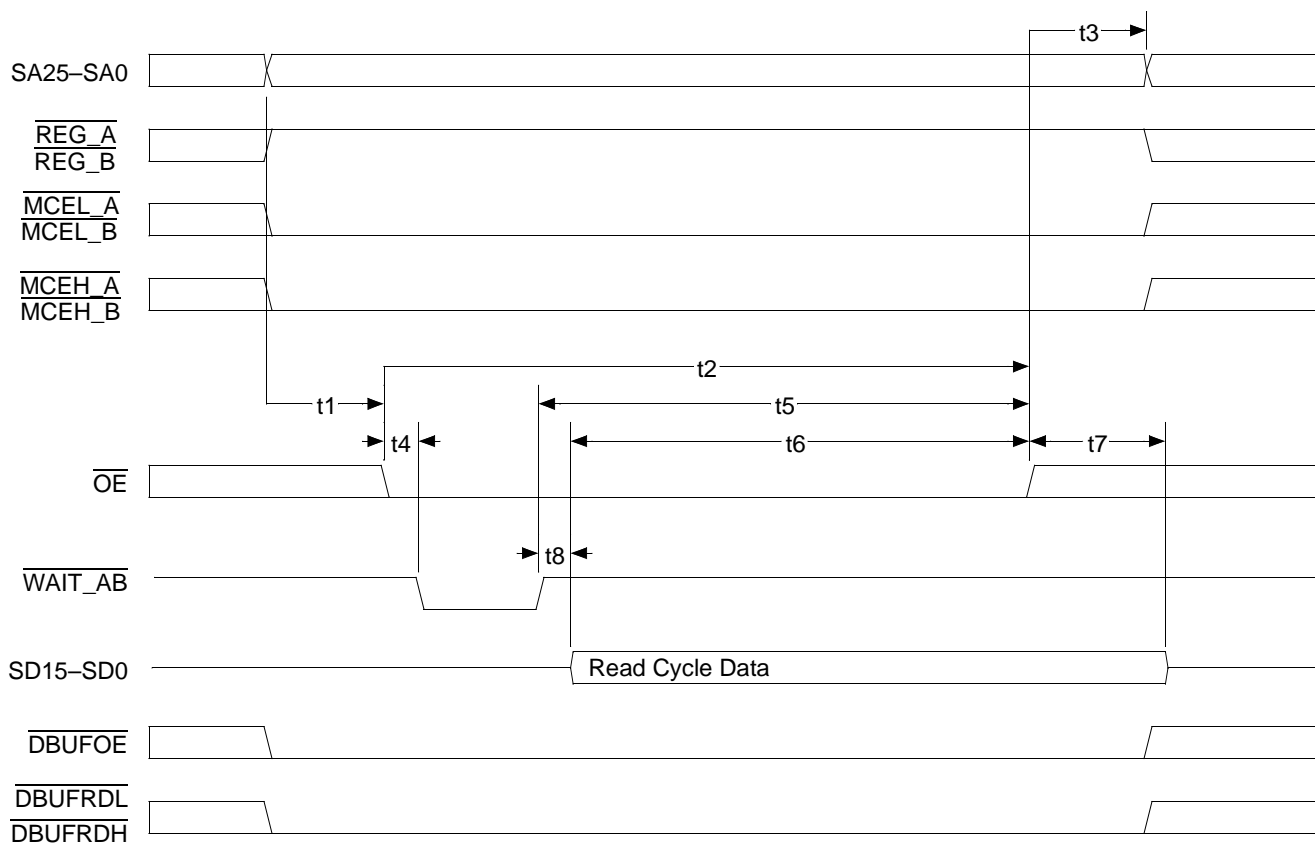 t3
SA25–SA0
REG_A
REG_B
MCEL_A
MCEL_B
MCEH_A
MCEH_B
t2
t1
t5
t4
t6
t7
OE
t8
WAIT_AB
SD15–SD0
Read Cycle Data
DBUFOE
DBUFRDL
DBUFRDH